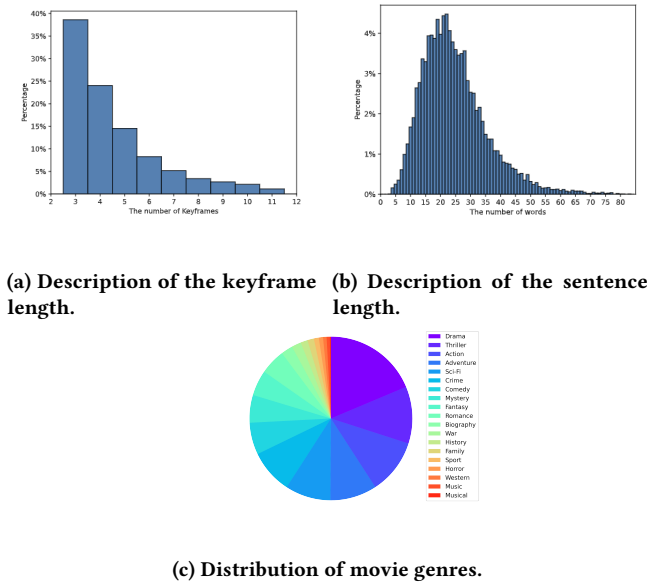 40%
35%
30%
25%
20%
15%
10%
5%
0%
Percentage
2 3 4 5 6 7 8 9 10 11 12
The number of Keyframes
4%
3%
2%
1%
0%
Percentage
0 5 10 15 20 25 30 35 40 45 50 55 60 65 70 75 80
The number of words
(a) Description of the keyframe
length.
(b) Description of the sentence
length.
Drama
Thriller
Action
Adventure
Sci-Fi
Crime
Comedy
Mystery
Fantasy
Romance
Biography
War
History
Family
Sport
Horror
Western
Music
Musical
(c) Distribution of movie genres.